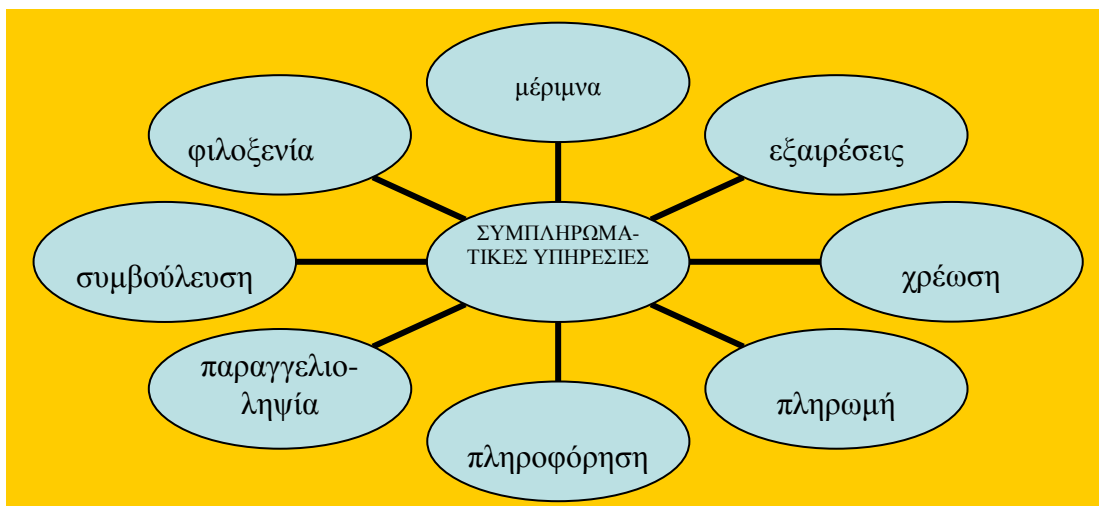 μέριμνα
φιλοξενία
εξαιρέσεις
ΣΥΜΠΛΗΡΩΜΑ-
ΤΙΚΕΣ ΥΠΗΡΕΣΙΕΣ
συμβούλευση
χρέωση
παραγγελιο-
ληψία
πληρωμή
πληροφόρηση